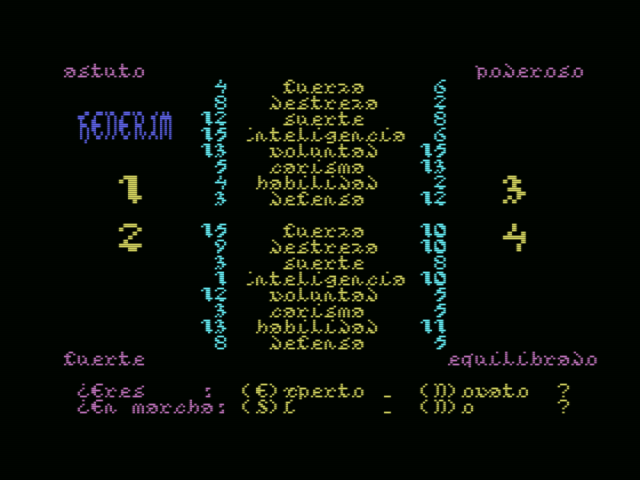 astuto poderoso
4 fuerza 6
8 destreza 2
12 suerte 8
15 inteligencia 6
13 voluntad 15
5 carisma 13
4 habilidad 2
3 defensa 12
1 3
2 4
15 fuerza 10
9 destreza 10
3 suerte 8
1 inteligencia 10
12 voluntad 5
3 carisma 5
13 habilidad 11
8 defensa 5
fuerte equilibrado
¿Eres : (E)xperto - (N)ovato ?
¿En marcha: (S)í - (N)o ?